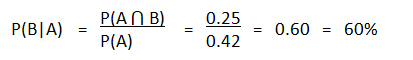 P(B|A) = P(A ⋂ B) / P(A) = 0.25 / 0.42 = 0.60 = 60%